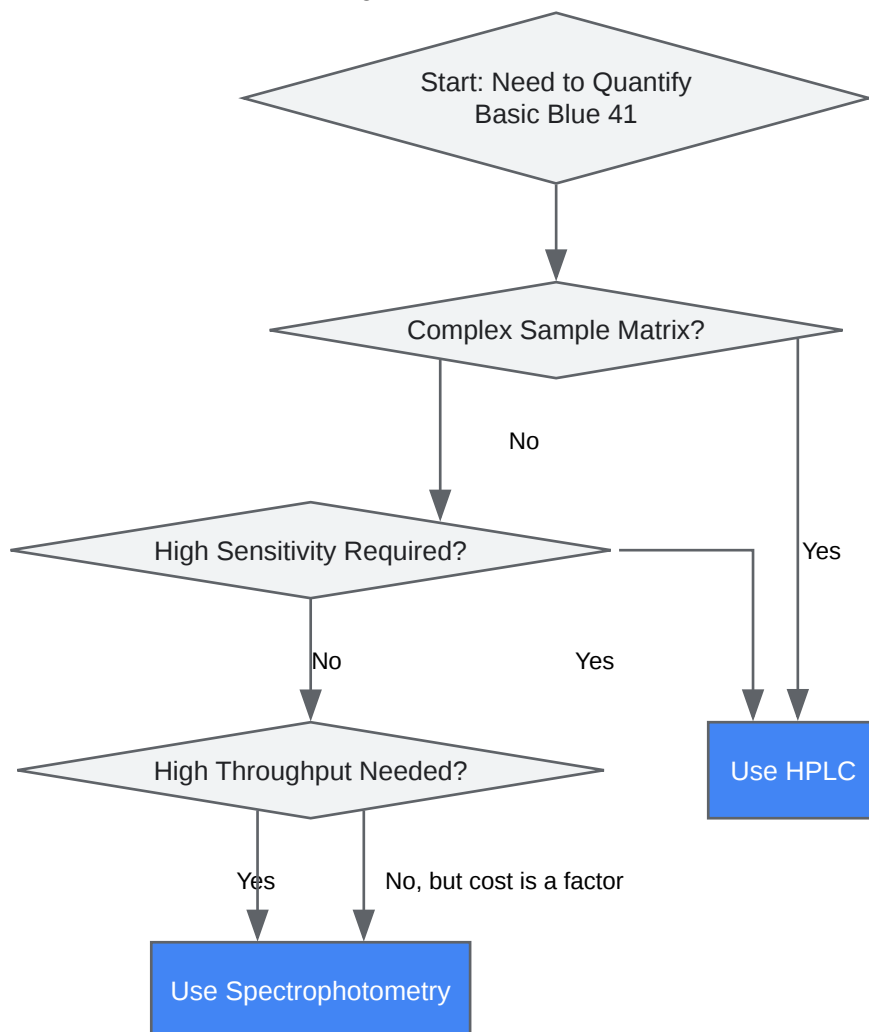 Start: Need to Quantify
Basic Blue 41
Complex Sample Matrix?
No
High Sensitivity Required?
Yes
No
Yes
High Throughput Needed?
Use HPLC
Yes
No, but cost is a factor
Use Spectrophotometry